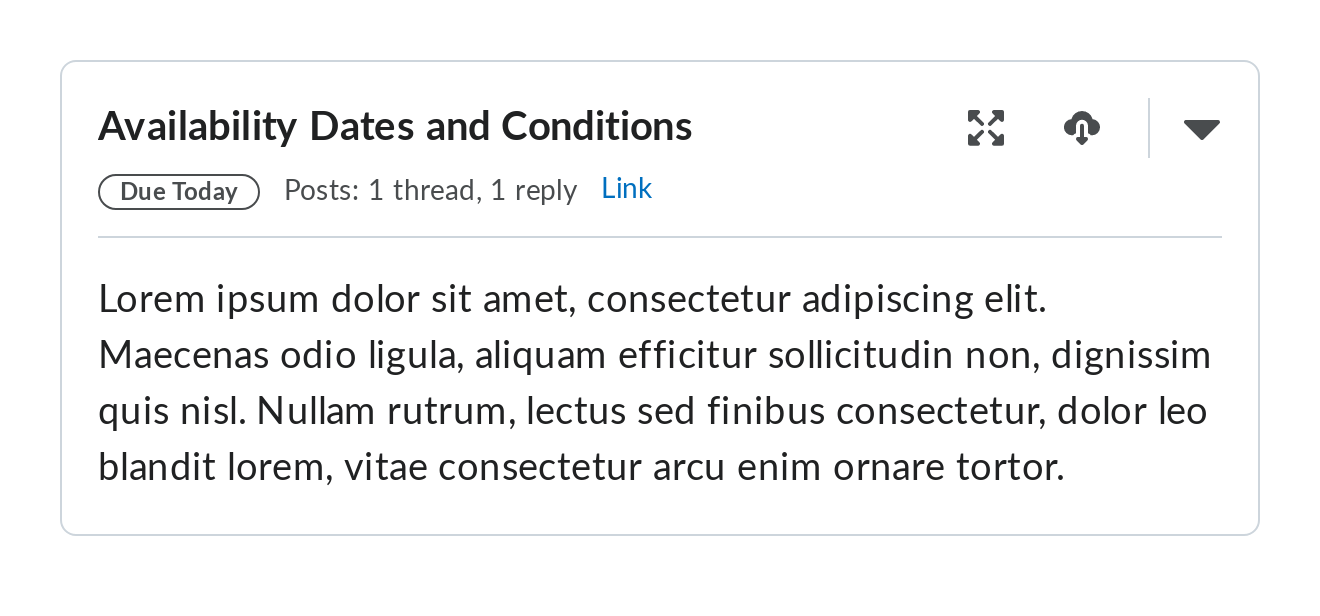 Availability Dates and Conditions
Due Today Posts: 1 thread, 1 reply Link
Lorem ipsum dolor sit amet, consectetur adipiscing elit.
Maecenas odio ligula, aliquam efficitur sollicitudin non, dignissim
quis nisl. Nullam rutrum, lectus sed finibus consectetur, dolor leo
blandit lorem, vitae consectetur arcu enim ornare tortor.